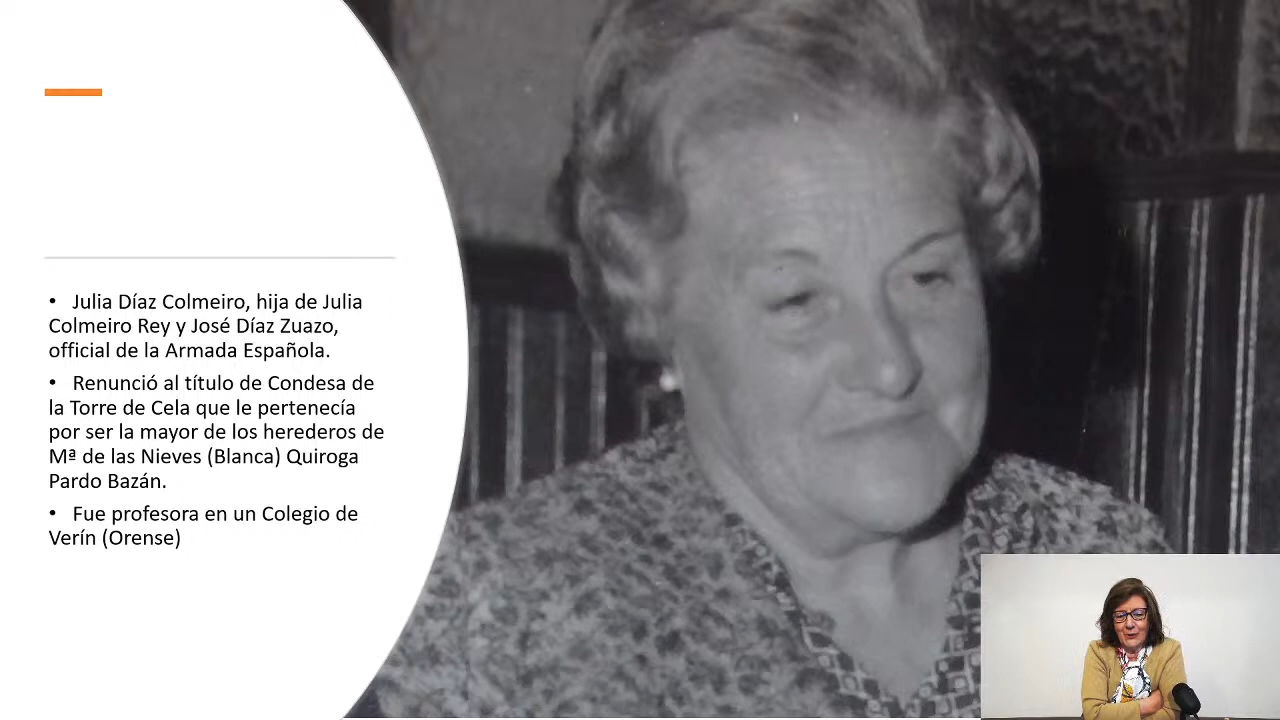 • Julia Díaz Colmeiro, hija de Julia
Colmeiro Rey y José Díaz Zuazo,
official de la Armada Española.
• Renunció al título de Condesa de
la Torre de Cela que le pertenecía
por ser la mayor de los herederos de
Mª de las Nieves (Blanca) Quiroga
Pardo Bazán.
• Fue profesora en un Colegio de
Verín (Orense)